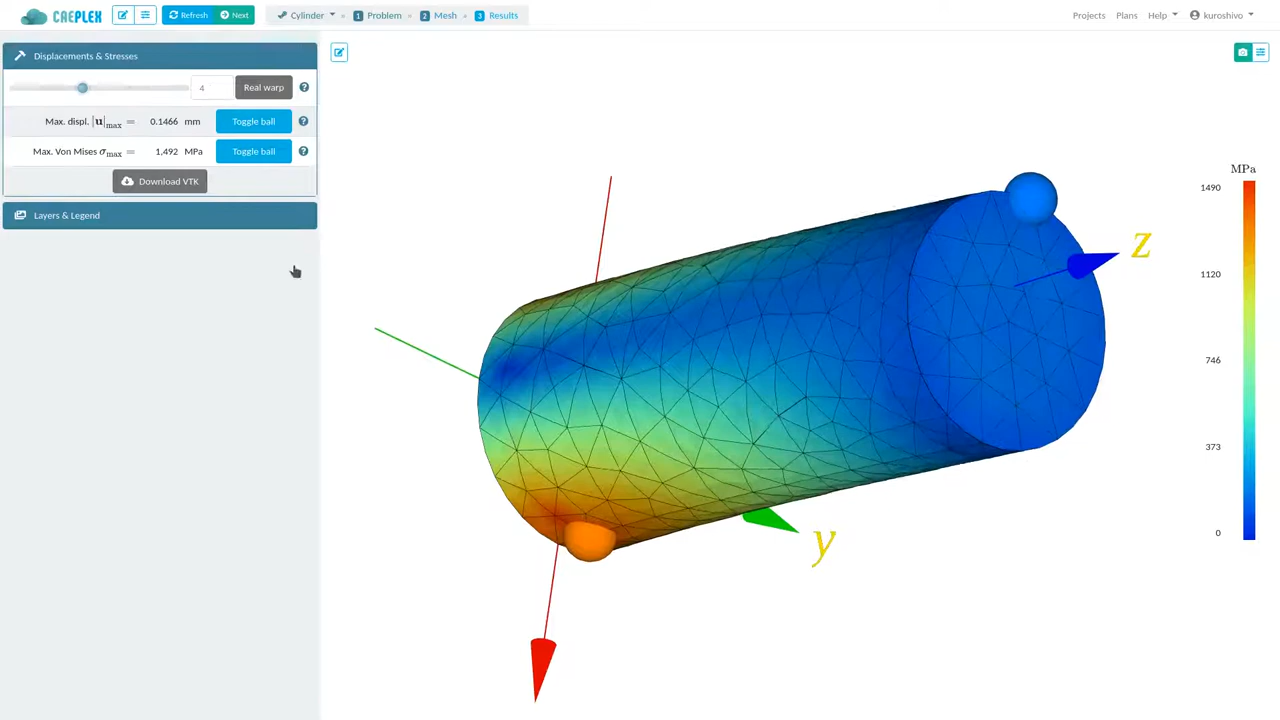 CAEPLEX Refresh Next Cylinder » 1 Problem » 2 Mesh » 3 Results Projects Plans Help kuroshivo
Displacements & Stresses
4 Real warp
Max. displ. |u|max = 0.1466 mm Toggle ball
Max. Von Mises σmax = 1,492 MPa Toggle ball
Download VTK
Layers & Legend
MPa
1490
1120
746
373
0
z
y